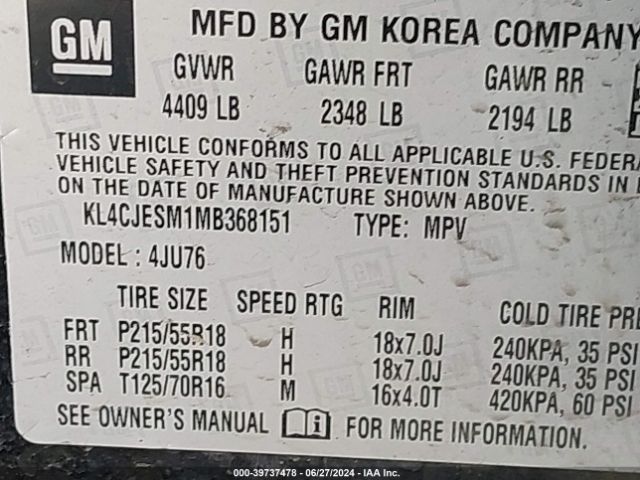 GM
MFD BY GM KOREA COMPANY
GVWR GAWR FRT GAWR RR
4409 LB 2348 LB 2194 LB
THIS VEHICLE CONFORMS TO ALL APPLICABLE U.S. FEDERA
VEHICLE SAFETY AND THEFT PREVENTION STANDARDS IN
ON THE DATE OF MANUFACTURE SHOWN ABOVE.
KL4CJESM1MB368151 TYPE: MPV
MODEL: 4JU76
TIRE SIZE SPEED RTG RIM COLD TIRE PRE
FRT P215/55R18 H 18x7.0J 240KPA, 35 PSI
RR P215/55R18 H 18x7.0J 240KPA, 35 PSI
SPA T125/70R16 M 16x4.0T 420KPA, 60 PSI
SEE OWNER'S MANUAL FOR MORE INFORMATION.
000-39737478 - 06/27/2024 - IAA Inc.